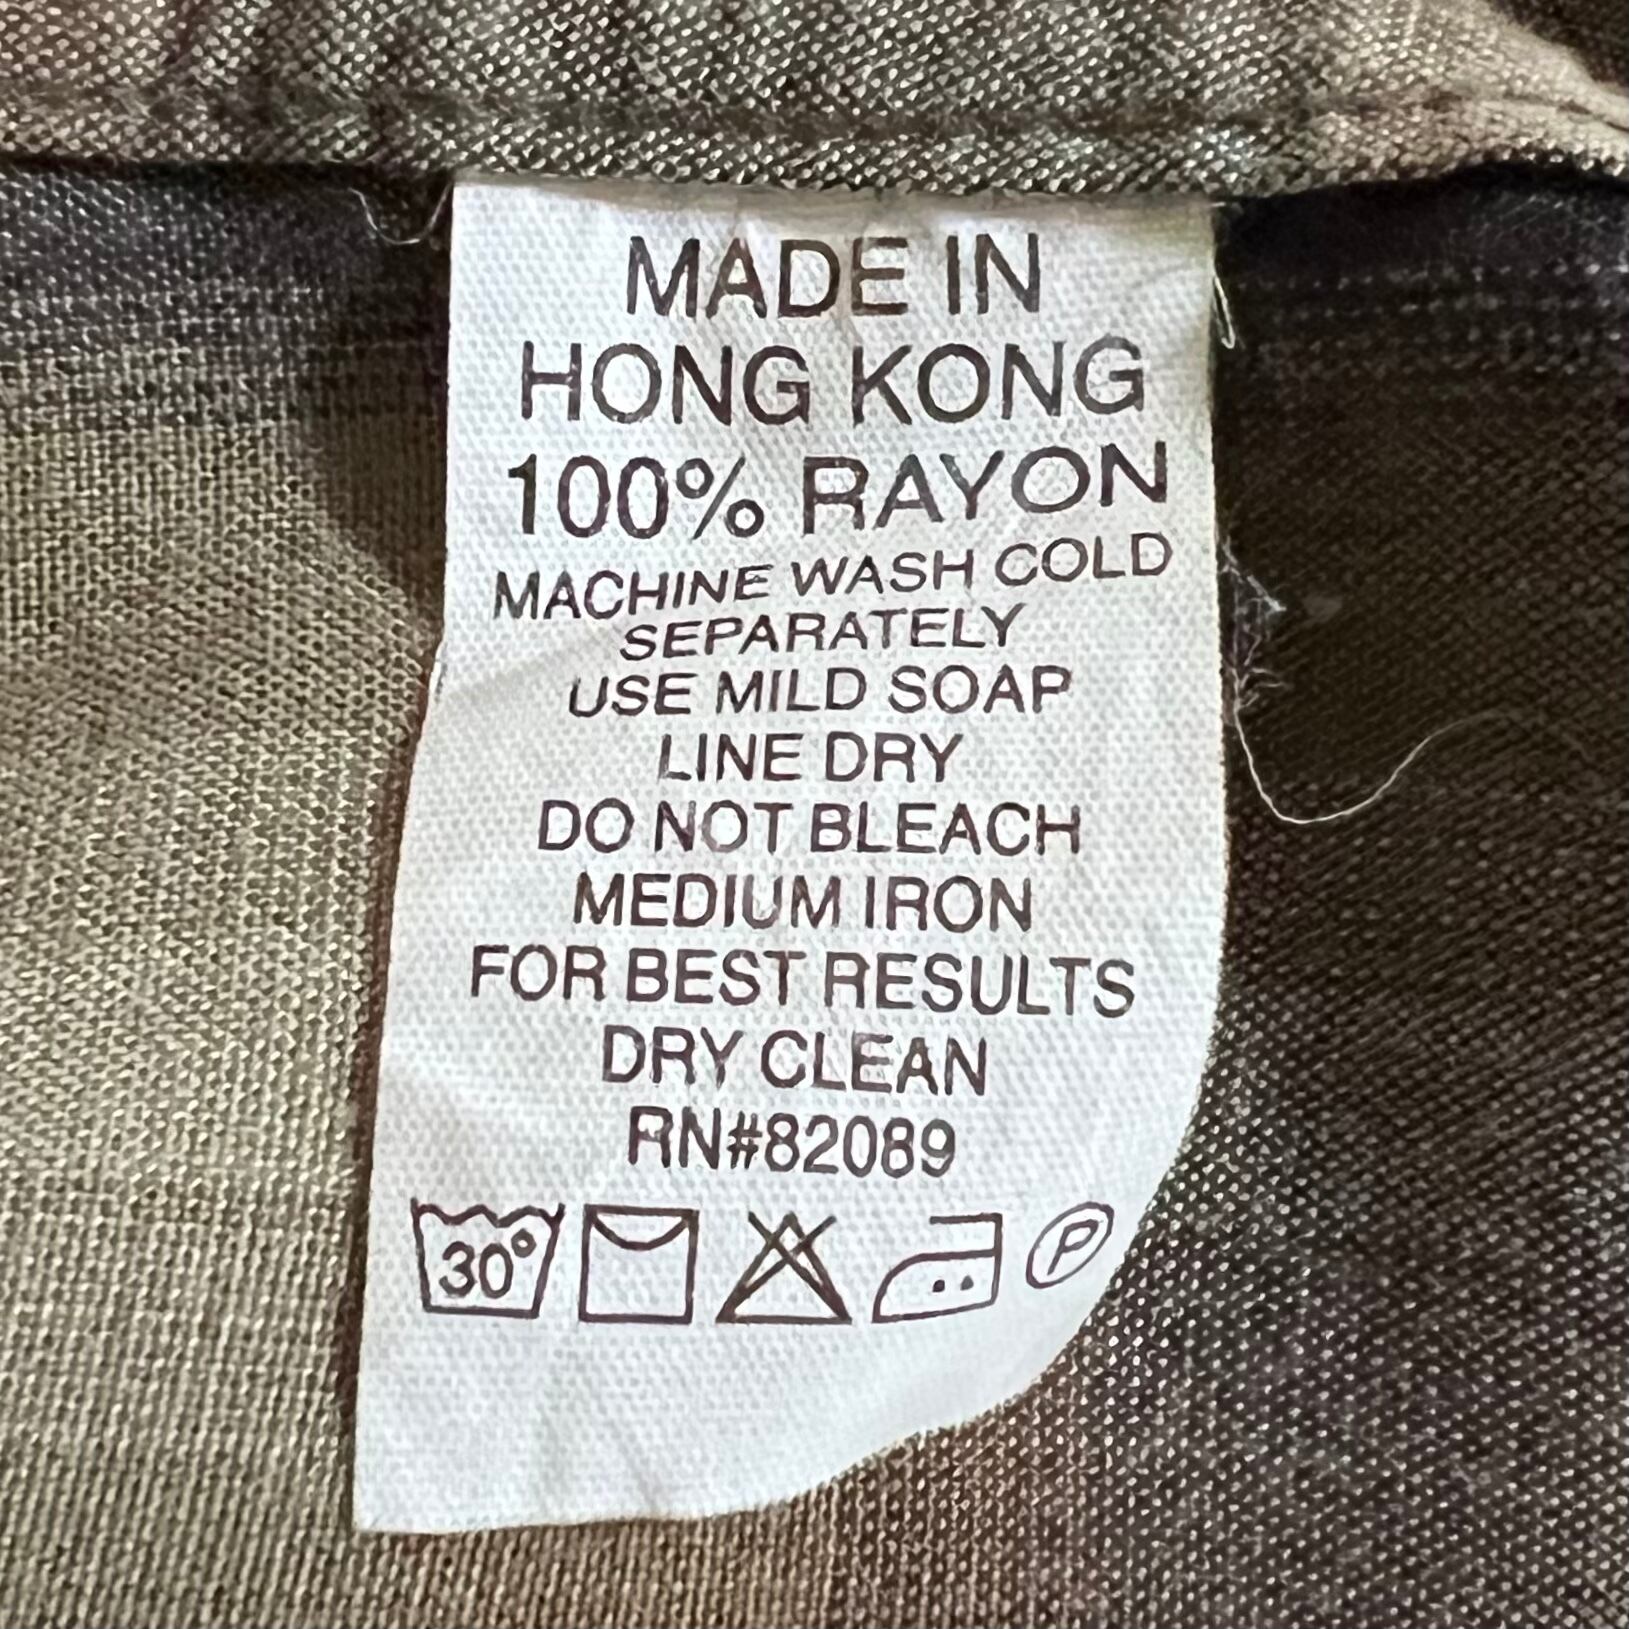 MADE IN
HONG KONG
100% RAYON
MACHINE WASH COLD
SEPARATELY
USE MILD SOAP
LINE DRY
DO NOT BLEACH
MEDIUM IRON
FOR BEST RESULTS
DRY CLEAN
RN#82089
30° P